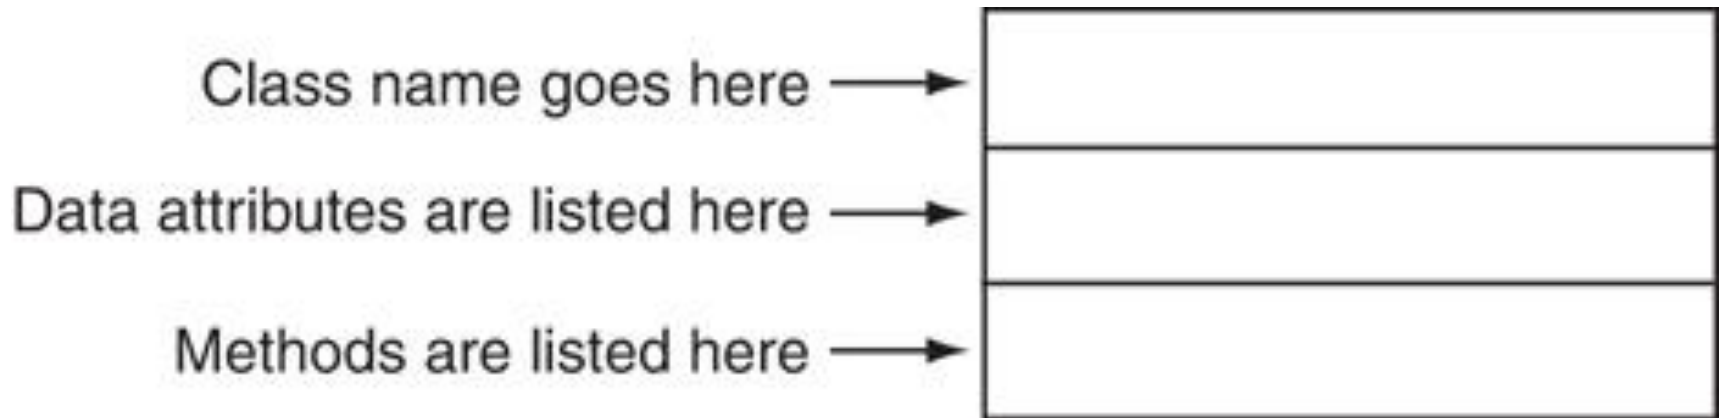 Class name goes here
Data attributes are listed here
Methods are listed here